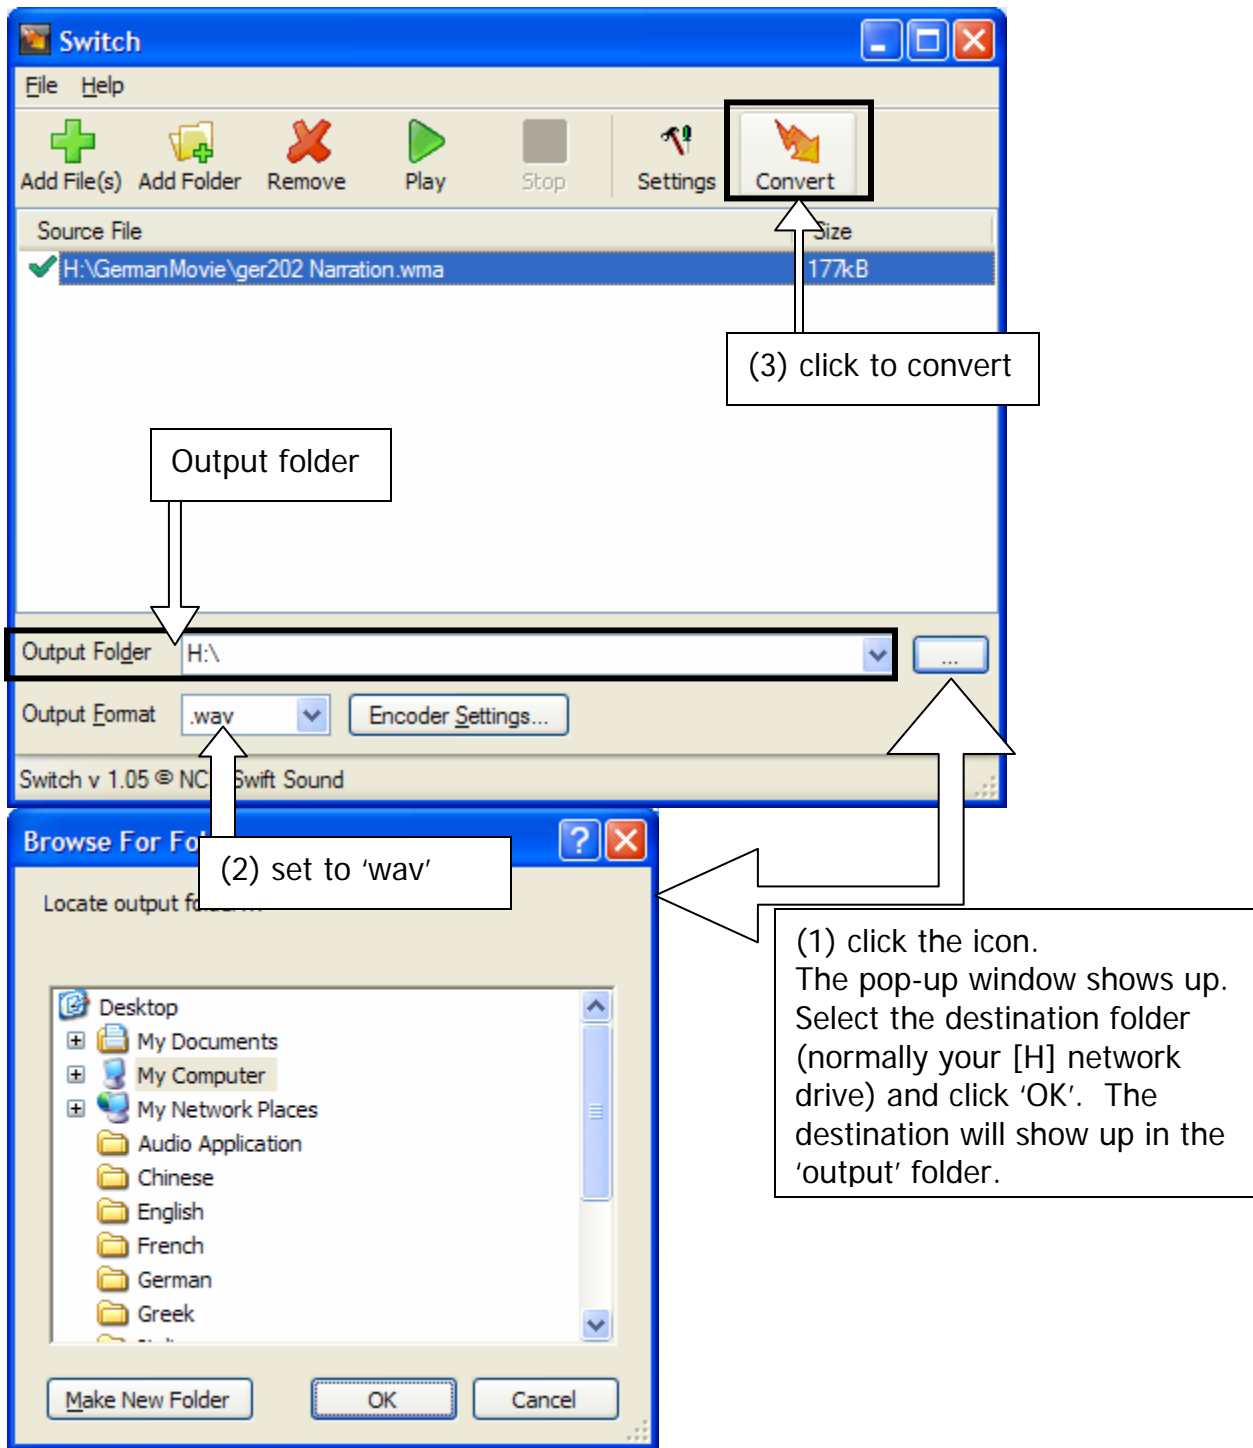 Switch
File Help
Add File(s) Add Folder Remove Play Stop Settings Convert
Source File Size
H:\GermanMovie\ger202 Narration.wma 177kB
(3) click to convert
Output folder
Output Folder H:\ ...
Output Format .wav Encoder Settings...
Switch v 1.05 © NC Swift Sound
Browse For Fo
(2) set to ‘wav’
Locate output
(1) click the icon.
The pop-up window shows up.
Select the destination folder
(normally your [H] network
drive) and click ‘OK’. The
destination will show up in the
‘output’ folder.
Desktop
My Documents
My Computer
My Network Places
Audio Application
Chinese
English
French
German
Greek
Make New Folder OK Cancel